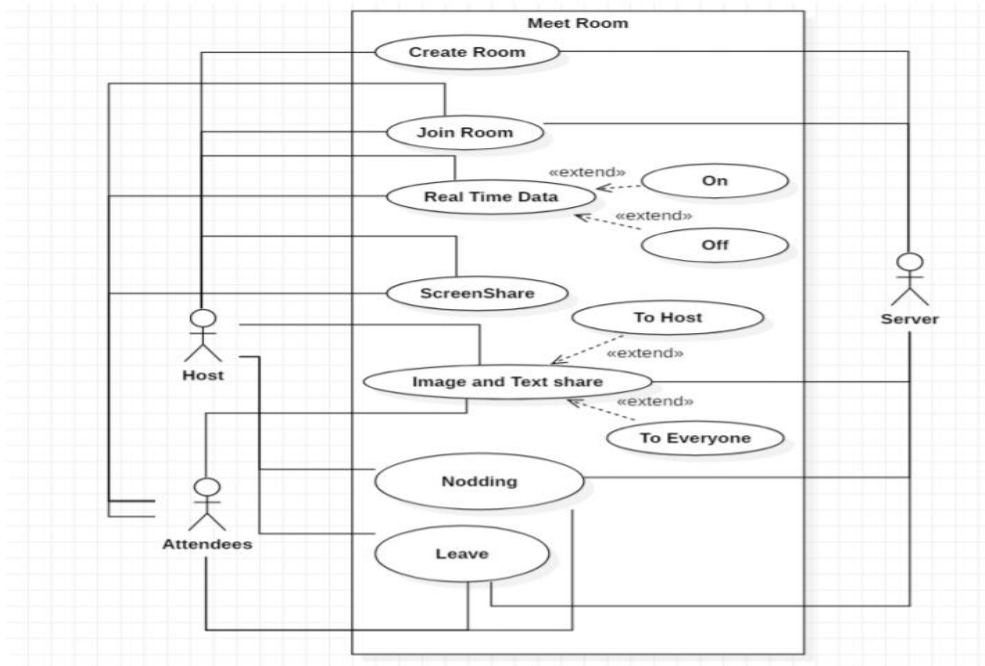 Meet Room
Create Room
Join Room
«extend»
On
Real Time Data
«extend»
Off
ScreenShare
To Host
Server
«extend»
Host
Image and Text share
«extend»
To Everyone
Nodding
Attendees
Leave